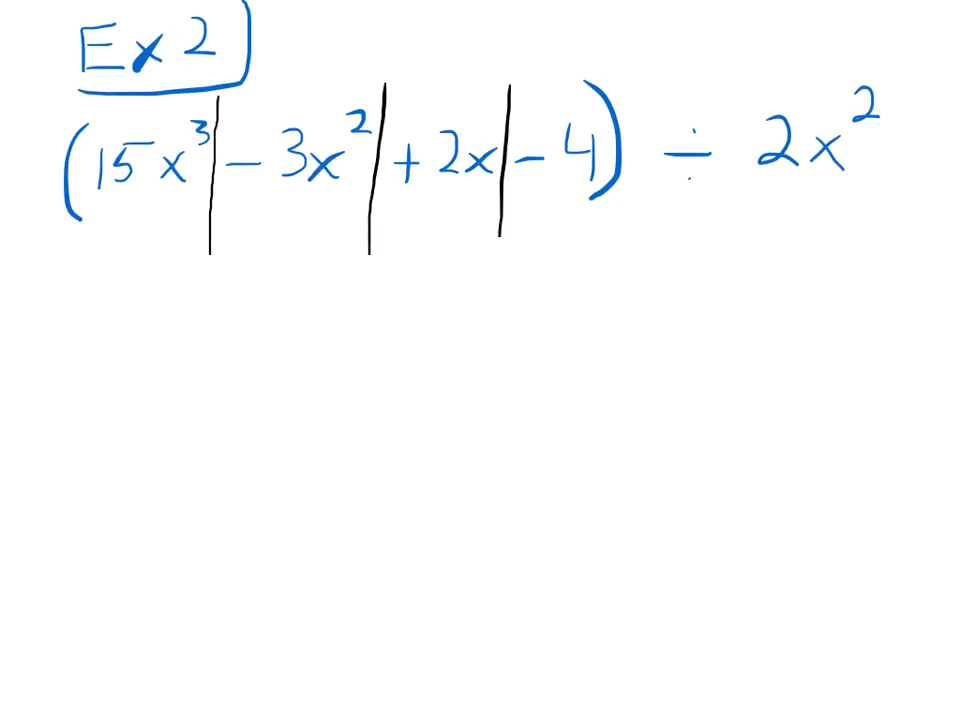 Ex 2
(15x³ - 3x² + 2x - 4) ÷ 2x²